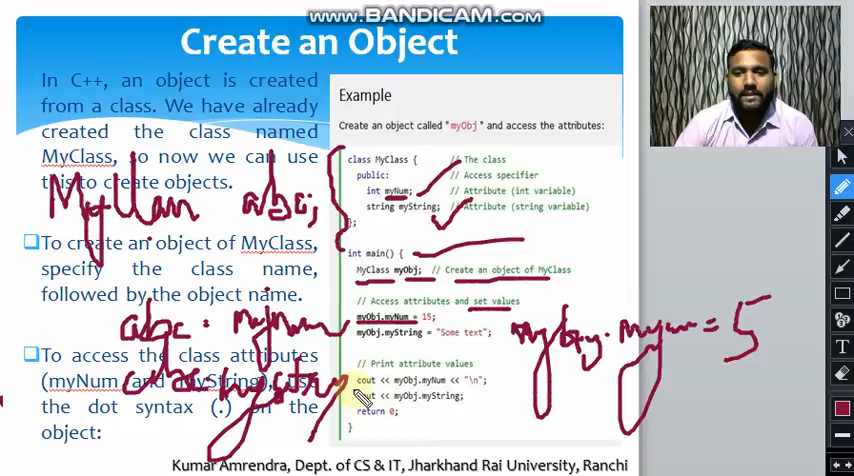 www.BANDICAM.com
Create an Object
In C++, an object is created
from a class. We have already
created the class named
MyClass, so now we can use
this to create objects.
MyClass abc;
To create an object of MyClass,
specify the class name,
followed by the object name.
abc. myNum
To access the class attributes
abc.myString
(myNum and myString), use
the dot syntax (.) on the
object:
Example
Create an object called "myObj" and access the attributes:
class MyClass { // The class
public: // Access specifier
int myNum; // Attribute (int variable)
string myString; // Attribute (string variable)
};
int main() {
MyClass myObj; // Create an object of MyClass
// Access attributes and set values
myObj.myNum = 15;
myObj.myString = "Some text";
myObj.myNum = 5
// Print attribute values
cout << myObj.myNum << "\n";
<< myObj.myString;
return 0;
}
Kumar Amrendra, Dept. of CS & IT, Jharkhand Rai University, Ranchi